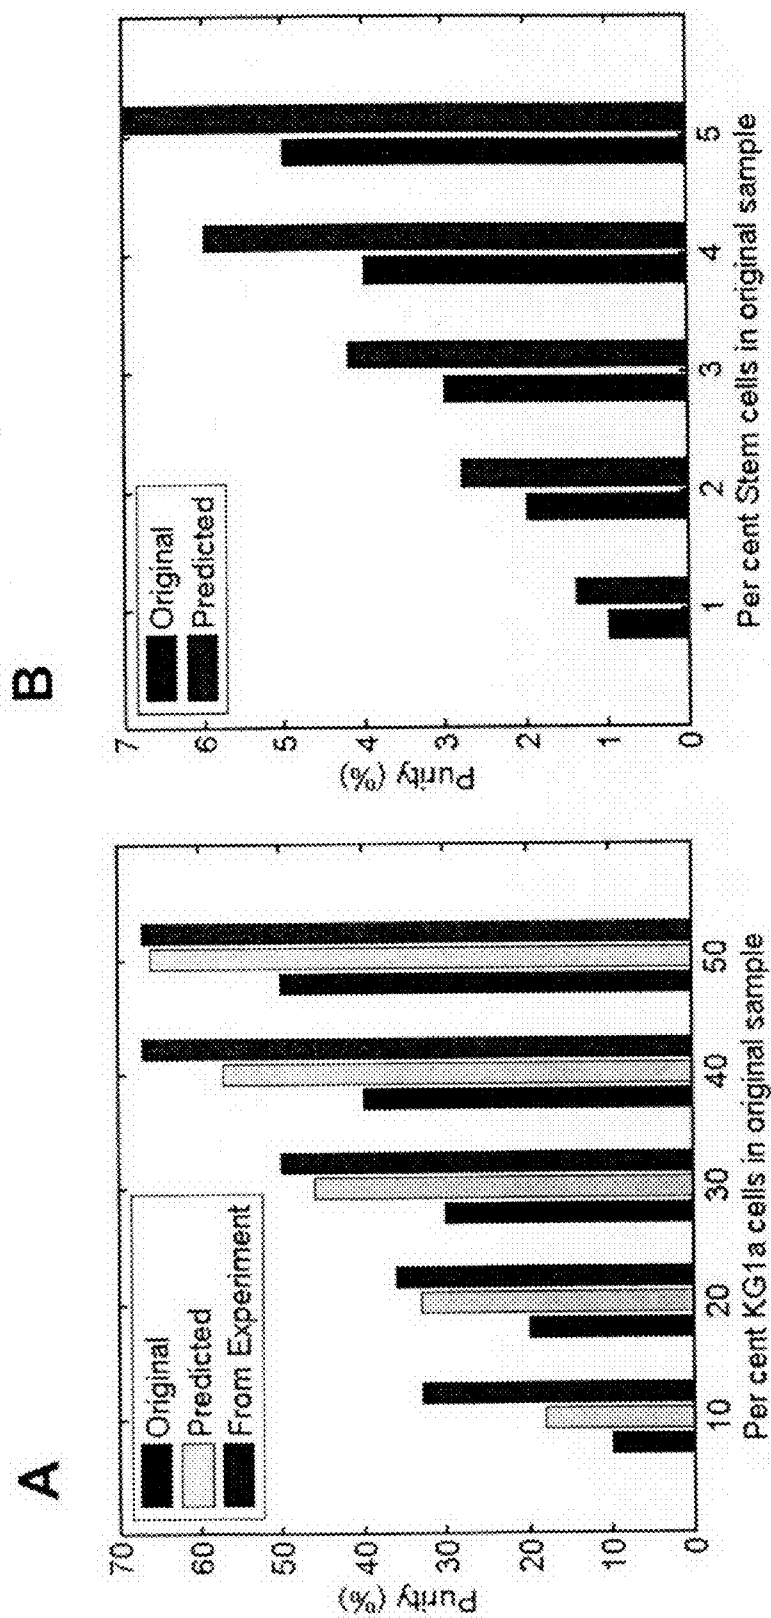 A
Purity (%)
70
60
50
40
30
20
10
0
Original
Predicted
From Experiment
10 20 30 40 50
Per cent KG1a cells in original sample
B
Purity (%)
7
6
5
4
3
2
1
0
Original
Predicted
1 2 3 4 5
Per cent Stem cells in original sample